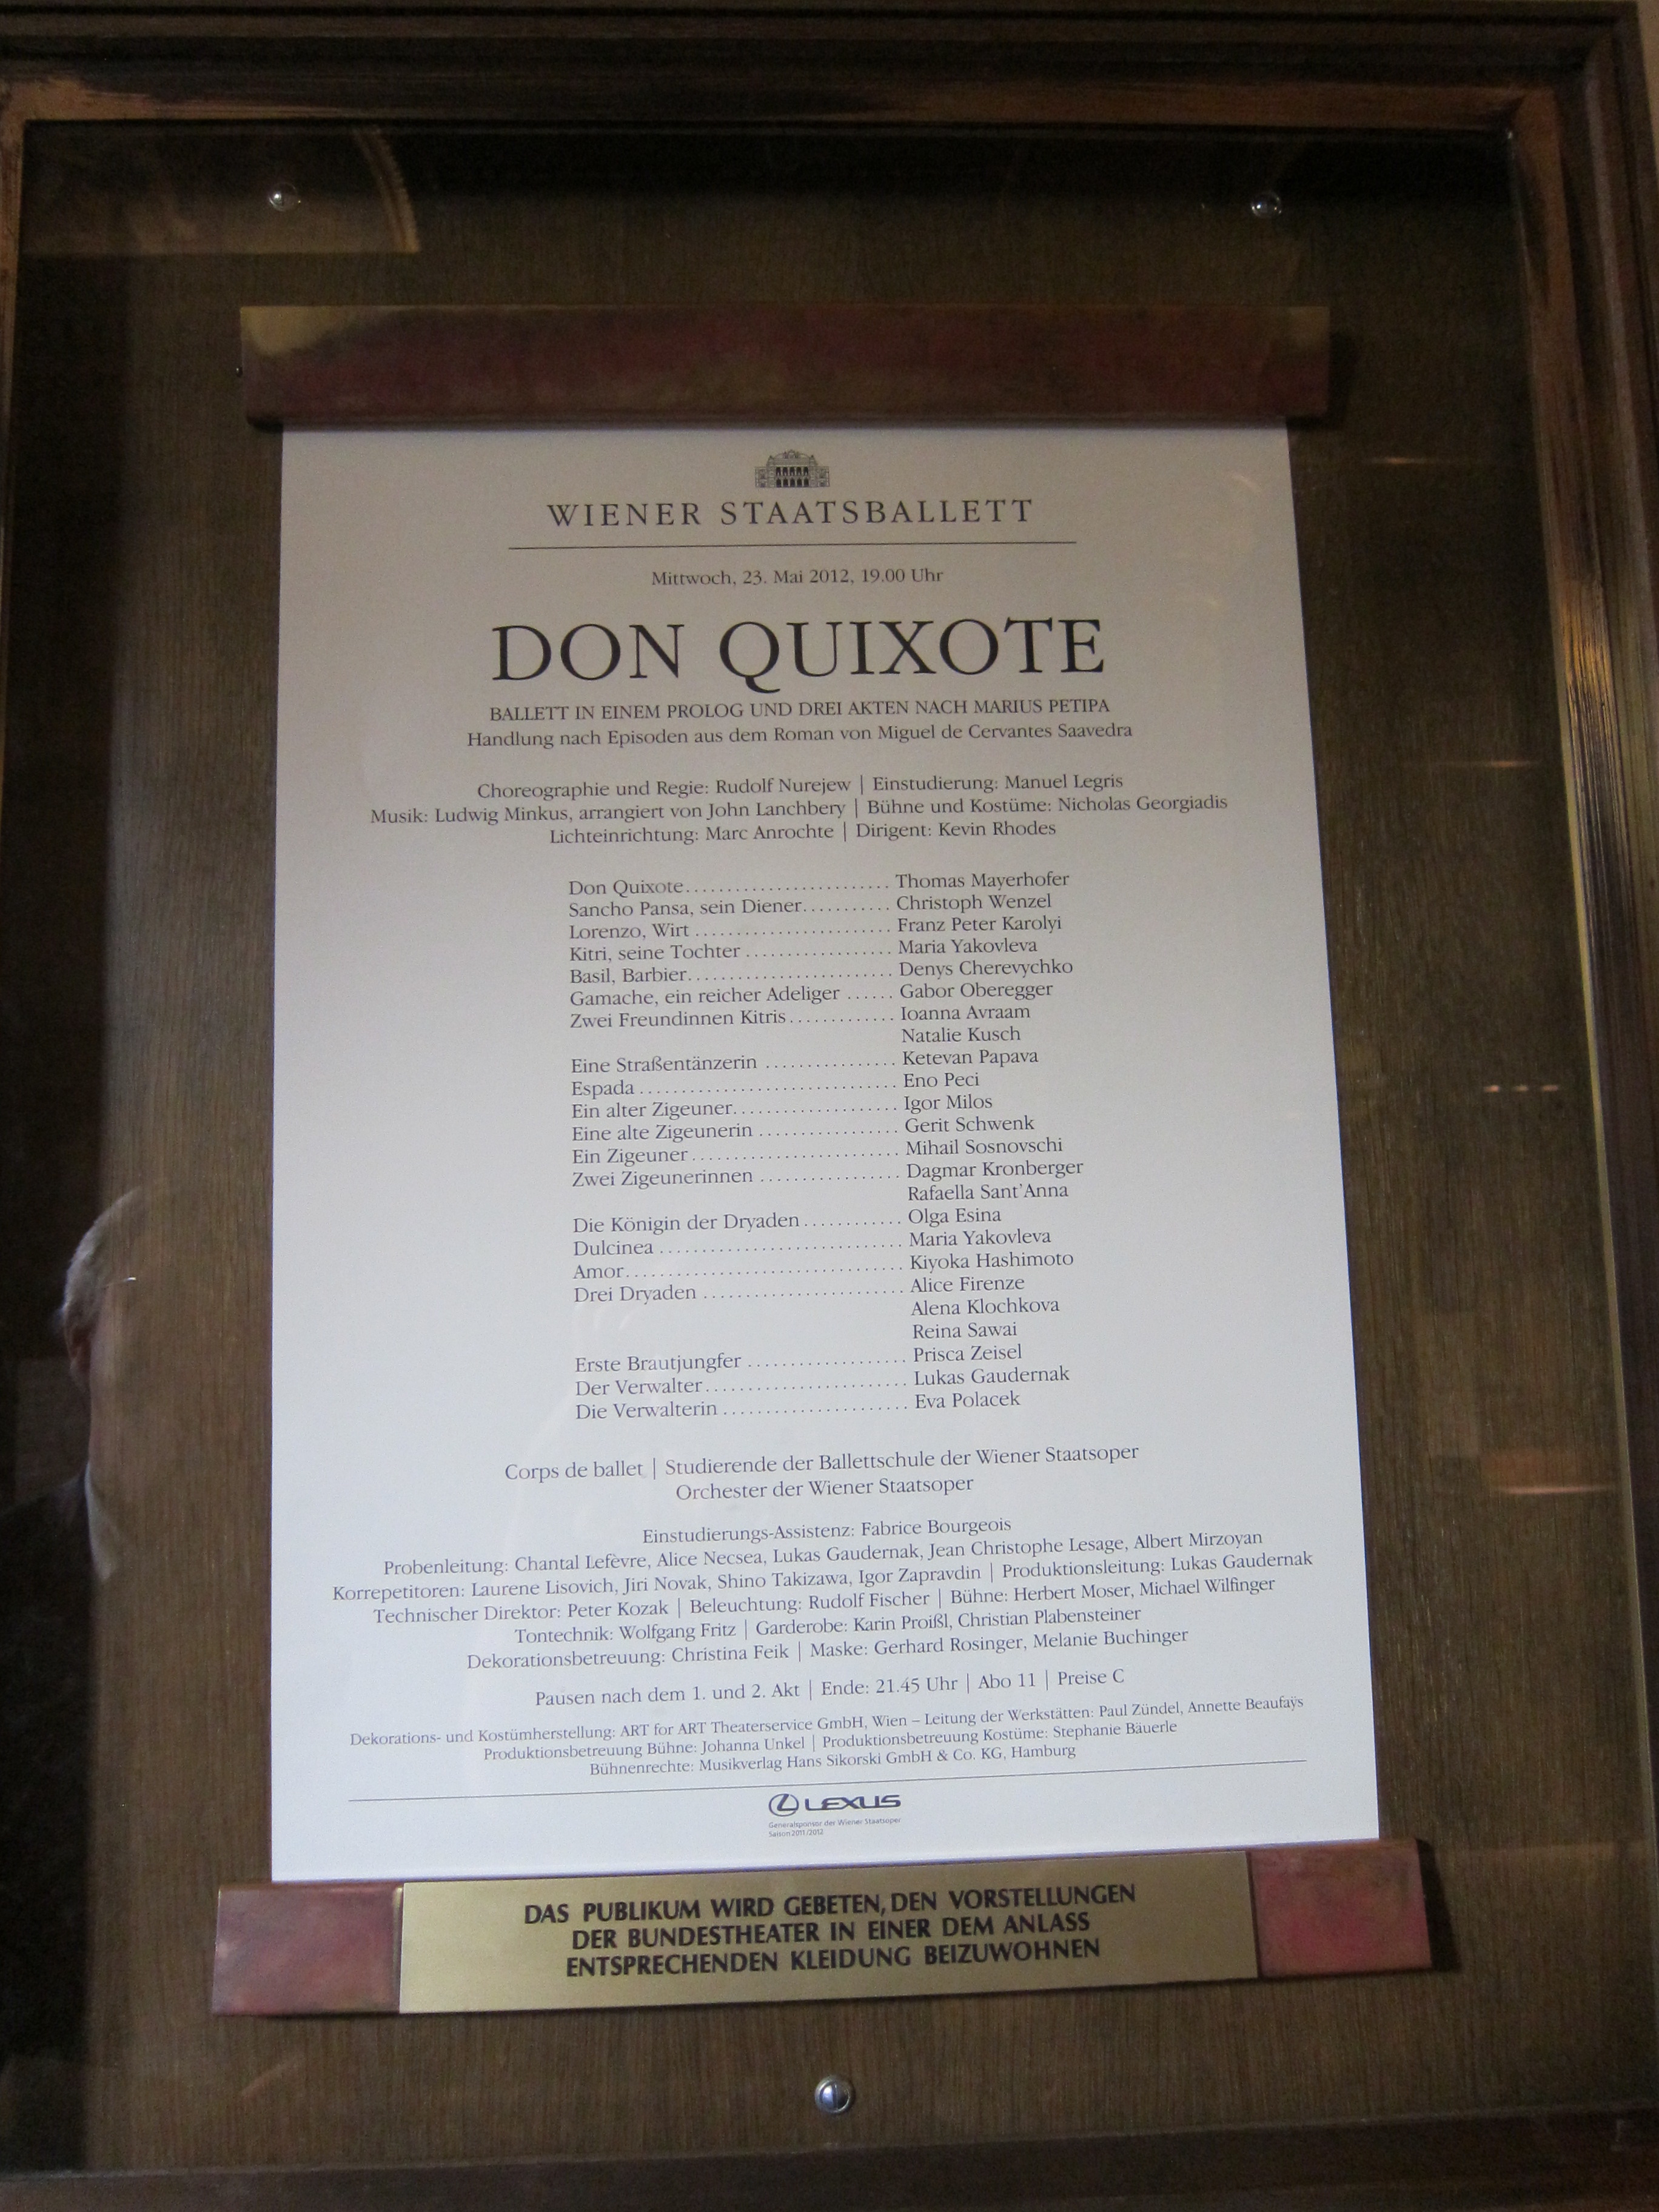 WIENER STAATSBALLETT
Mittwoch, 23. Mai 2012, 19.00 Uhr
DON QUIXOTE
BALLETT IN EINEM PROLOG UND DREI AKTEN NACH MARIUS PETIPA
Handlung nach Episoden aus dem Roman von Miguel de Cervantes Saavedra
Choreographie und Regie: Rudolf Nurejew | Einstudierung: Manuel Legris
Musik: Ludwig Minkus, arrangiert von John Lanchbery | Bühne und Kostüme: Nicholas Georgiadis
Lichteinrichtung: Marc Anrochte | Dirigent: Kevin Rhodes
Don Quixote......................... Thomas Mayerhofer
Sancho Pansa, sein Diener........... Christoph Wenzel
Lorenzo, Wirt ........................ Franz Peter Karolyi
Kitri, seine Tochter .................. Maria Yakovleva
Basil, Barbier......................... Denys Cherevychko
Gamache, ein reicher Adeliger ...... Gabor Oberegger
Zwei Freundinnen Kitris............. Ioanna Avraam
Natalie Kusch
Eine Straßentänzerin ................ Ketevan Papava
Espada ............................... Eno Peci
Ein alter Zigeuner.................... Igor Milos
Eine alte Zigeunerin ................. Gerit Schwenk
Ein Zigeuner......................... Mihail Sosnovschi
Zwei Zigeunerinnen ................. Dagmar Kronberger
Rafaella Sant'Anna
Die Königin der Dryaden............ Olga Esina
Dulcinea .............................. Maria Yakovleva
Amor.................................. Kiyoka Hashimoto
Drei Dryaden ........................ Alice Firenze
Alena Klochkova
Reina Sawai
Erste Brautjungfer ................... Prisca Zeisel
Der Verwalter........................ Lukas Gaudernak
Die Verwalterin ...................... Eva Polacek
Corps de ballet | Studierende der Ballettschule der Wiener Staatsoper
Orchester der Wiener Staatsoper
Einstudierungs-Assistenz: Fabrice Bourgeois
Probenleitung: Chantal Lefèvre, Alice Necsea, Lukas Gaudernak, Jean Christophe Lesage, Albert Mirzoyan
Korrepetitoren: Laurene Lisovich, Jiri Novak, Shino Takizawa, Igor Zapravdin | Produktionsleitung: Lukas Gaudernak
Technischer Direktor: Peter Kozak | Beleuchtung: Rudolf Fischer | Bühne: Herbert Moser, Michael Wilfinger
Tontechnik: Wolfgang Fritz | Garderobe: Karin Proißl, Christian Plabensteiner
Dekorationsbetreuung: Christina Feik | Maske: Gerhard Rosinger, Melanie Buchinger
Pausen nach dem 1. und 2. Akt | Ende: 21.45 Uhr | Abo 11 | Preise C
Dekorations- und Kostümherstellung: ART for ART Theaterservice GmbH, Wien – Leitung der Werkstätten: Paul Zündel, Annette Beaufaÿs
Produktionsbetreuung Bühne: Johanna Unkel | Produktionsbetreuung Kostüme: Stephanie Bäuerle
Bühnenrechte: Musikverlag Hans Sikorski GmbH & Co. KG, Hamburg
LEXUS
Generalsponsor der Wiener Staatsoper
Saison 2011/2012
DAS PUBLIKUM WIRD GEBETEN, DEN VORSTELLUNGEN
DER BUNDESTHEATER IN EINER DEM ANLASS
ENTSPRECHENDEN KLEIDUNG BEIZUWOHNEN